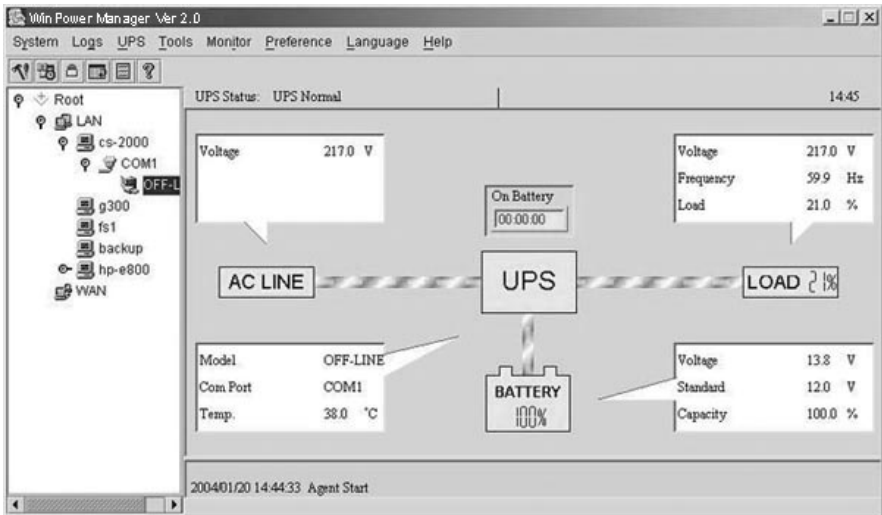 Win Power Manager Ver 2.0
System Logs UPS Tools Monitor Preference Language Help
Root
LAN
cs-2000
COM1
OFF-L
g300
fs1
backup
hp-e800
WAN
UPS Status: UPS Normal 14:45
Voltage 217.0 V
On Battery
00:00:00
Voltage 217.0 V
Frequency 59.9 Hz
Load 21.0 %
AC LINE
UPS
LOAD 21%
Model OFF-LINE
Com Port COM1
Temp. 38.0 °C
BATTERY
100%
Voltage 13.8 V
Standard 12.0 V
Capacity 100.0 %
2004/01/20 14:44:33 Agent Start